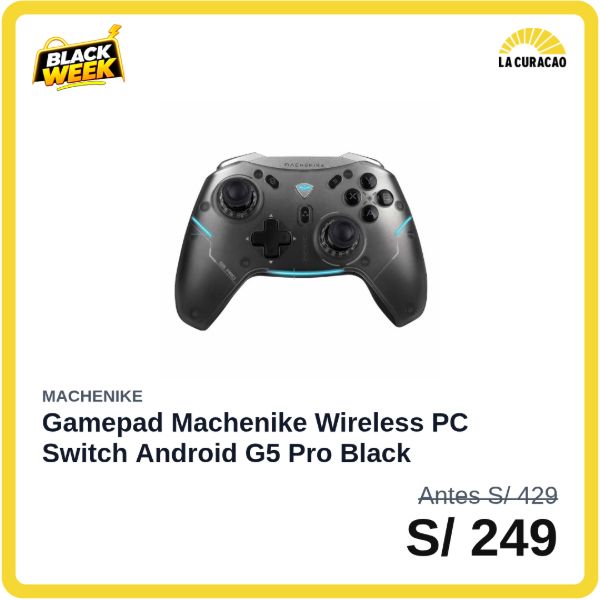 BLACK
WEEK
LA CURACAO
MACHENIKE
Y
X
B
A
MACHENIKE
Gamepad Machenike Wireless PC
Switch Android G5 Pro Black
Antes S/ 429
S/ 249